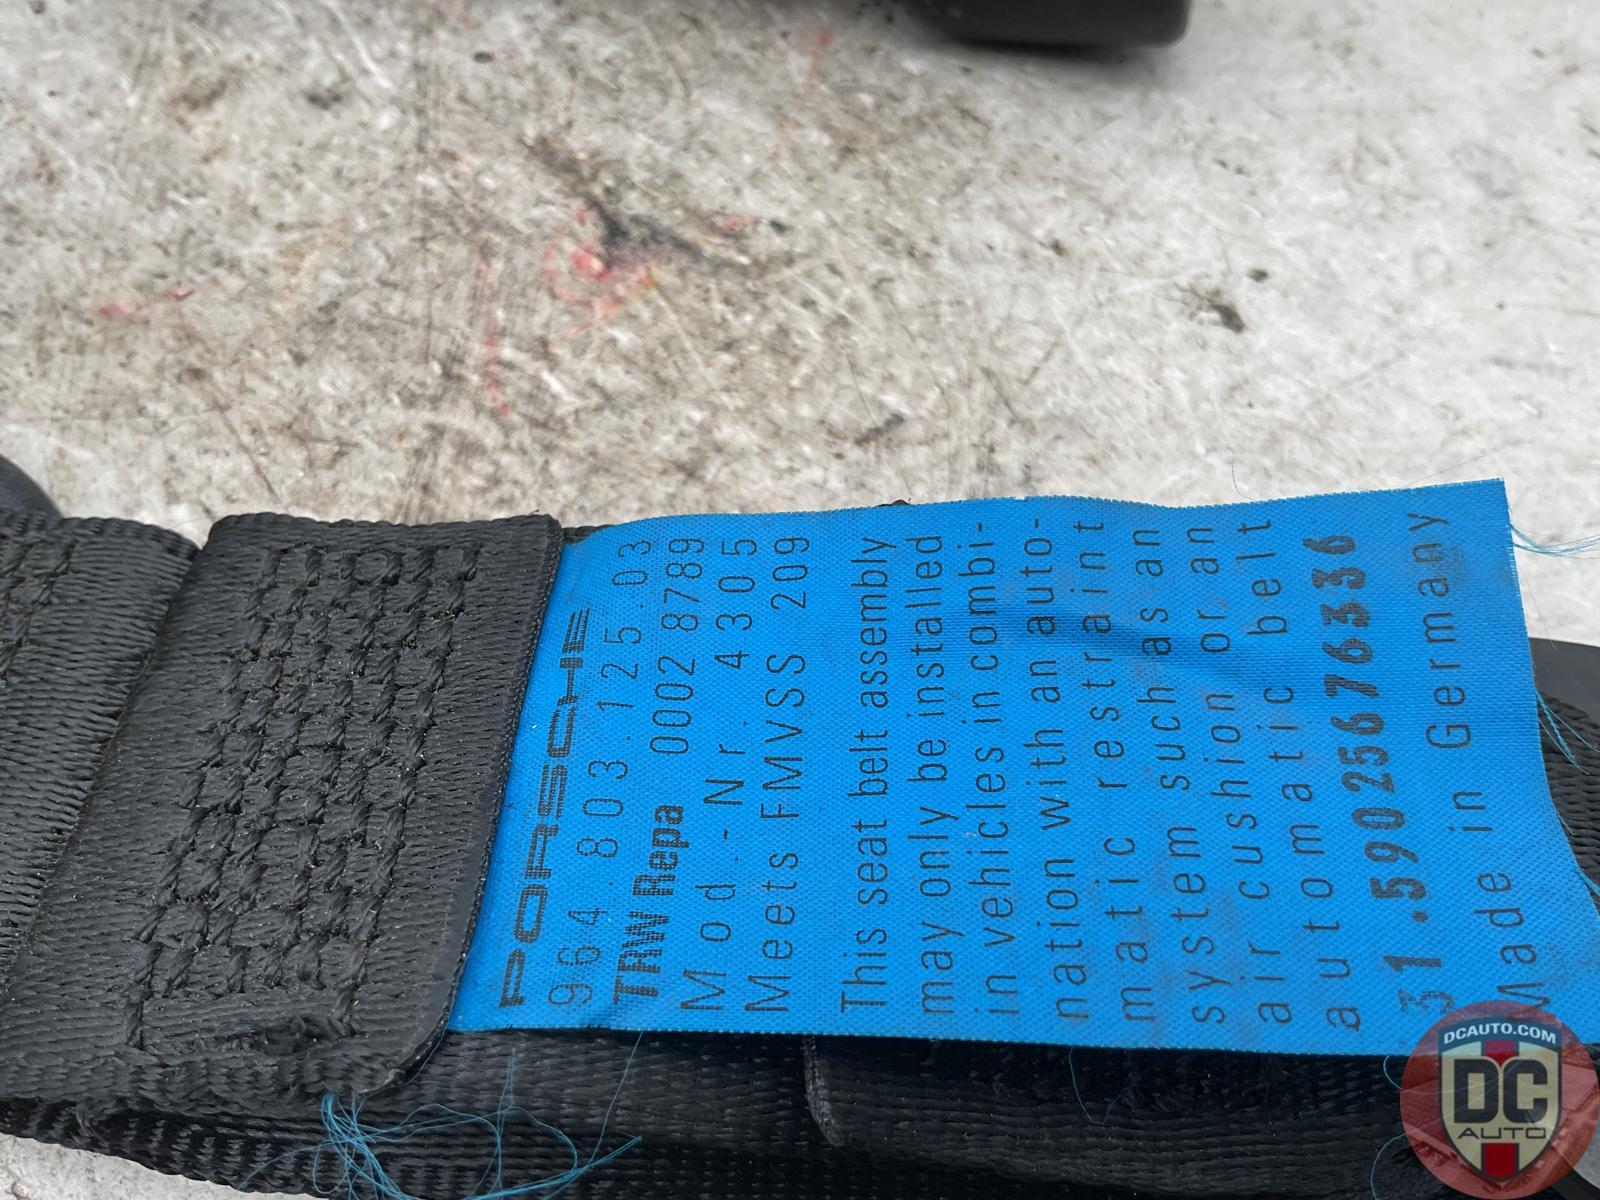 PORSCHE
964.803.125.03
TRW Repa 0002 8789
Mod.-Nr. 4305
Meets FMVSS 209
This seat belt assembly
may only be installed
in vehicles in combi-
nation with an auto-
matic restraint
system such as an
air cushion or an
automatic belt
31.59025676336
Made in Germany
DCAUTO.COM
DC
AUTO